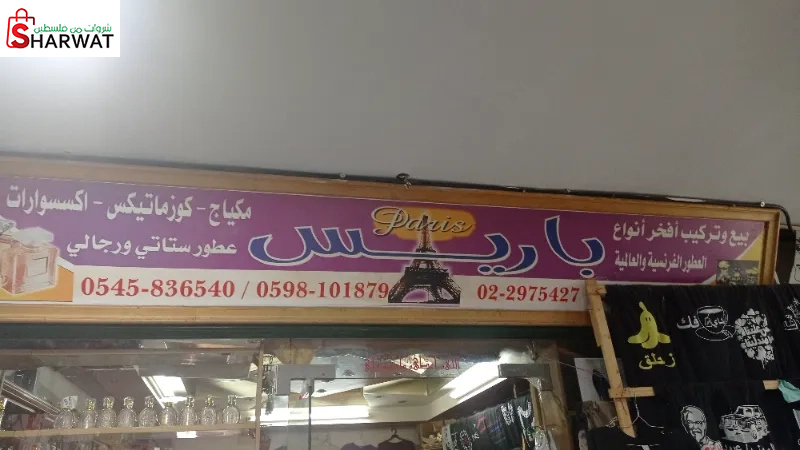 شروات من فلسطين
SHARWAT
Paris
باريس
بيع وتركيب أفخر أنواع
العطور الفرنسية والعالمية
مكياج - كوزماتيكس - اكسسوارات
عطور ستاتي ورجالي
02-2975427
0545-836540 / 0598-101879
فك
زحلق